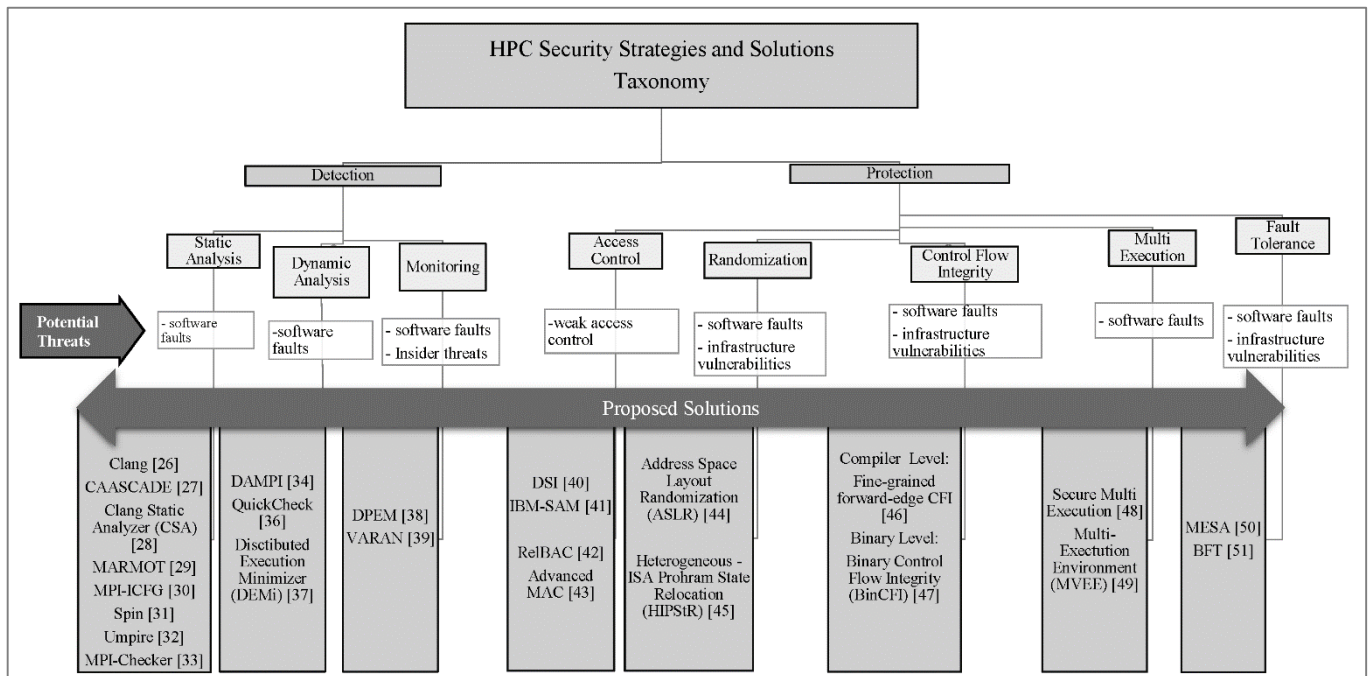 HPC Security Strategies and Solutions
Taxonomy
Detection
Protection
Static
Analysis
Dynamic
Analysis
Monitoring
Access
Control
Randomization
Control Flow
Integrity
Multi
Execution
Fault
Tolerance
Potential
Threats
- software
faults
-software
faults
- software faults
- Insider threats
-weak access
control
- software faults
- infrastructure
vulnerabilities
- software faults
- infrastructure
vulnerabilities
- software faults
- software faults
- infrastructure
vulnerabilities
Proposed Solutions
Clang [26]
CAASCADE [27]
Clang Static
Analyzer (CSA)
[28]
MARMOT [29]
MPI-ICFG [30]
Spin [31]
Umpire [32]
MPI-Checker [33]
DAMPI [34]
QuickCheck
[36]
Disctibuted
Execution
Minimizer
(DEMi) [37]
DPEM [38]
VARAN [39]
DSI [40]
IBM-SAM [41]
RelBAC [42]
Advanced
MAC [43]
Address Space
Layout
Randomization
(ASLR) [44]
Heterogeneous -
ISA Prohram State
Relocation
(HIPStR) [45]
Compiler Level:
Fine-grained
forward-edge CFI
[46]
Binary Level:
Binary Control
Flow Integrity
(BinCFI) [47]
Secure Multi
Execution [48]
Multi-
Exectution
Environment
(MVEE) [49]
MESA [50]
BFT [51]